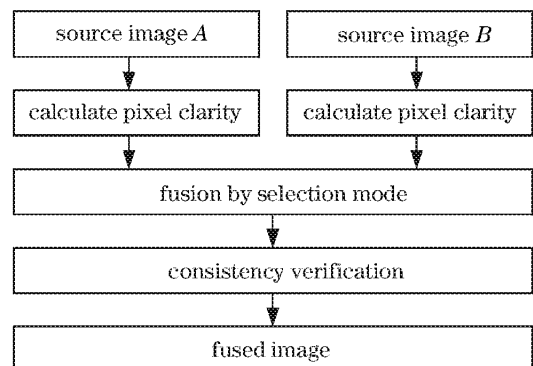 source image A
source image B
calculate pixel clarity
calculate pixel clarity
fusion by selection mode
consistency verification
fused image